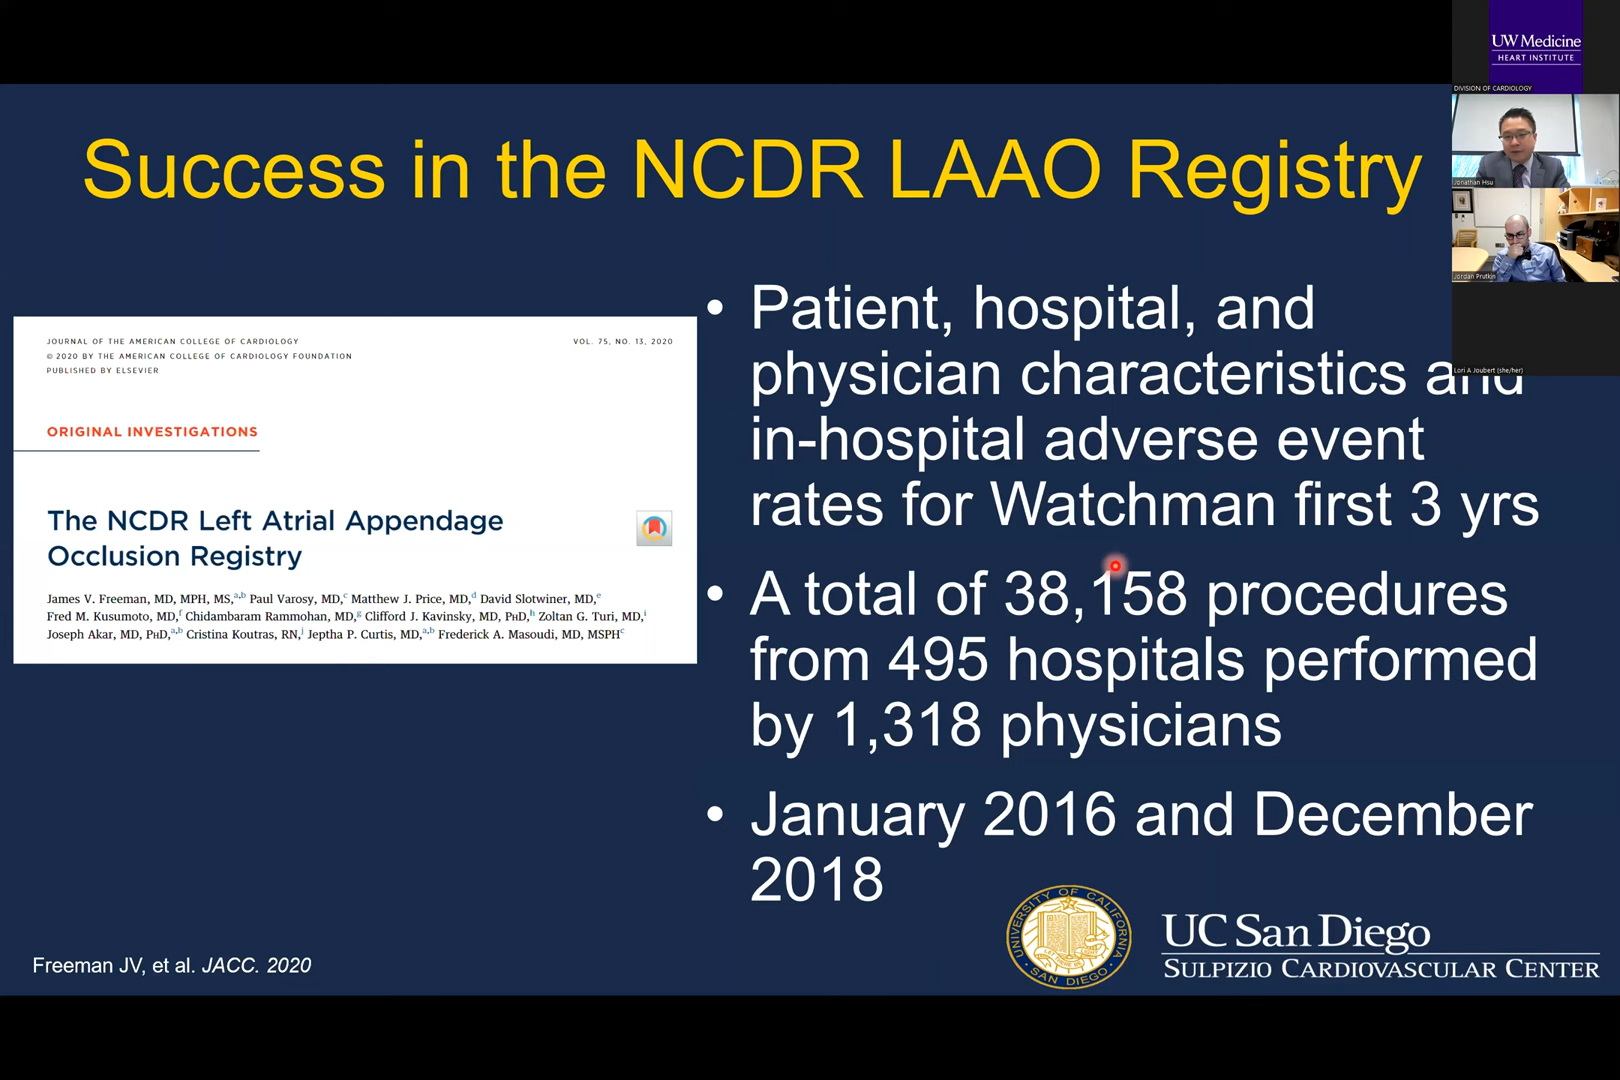 Success in the NCDR LAAO Registry
JOURNAL OF THE AMERICAN COLLEGE OF CARDIOLOGY
VOL. 75, NO. 13, 2020
© 2020 BY THE AMERICAN COLLEGE OF CARDIOLOGY FOUNDATION
PUBLISHED BY ELSEVIER
ORIGINAL INVESTIGATIONS
The NCDR Left Atrial Appendage
Occlusion Registry
James V. Freeman, MD, MPH, MS,a,b Paul Varosy, MD,c Matthew J. Price, MD,d David Slotwiner, MD,e
Fred M. Kusumoto, MD,f Chidambaram Rammohan, MD,g Clifford J. Kavinsky, MD, PHD,h Zoltan G. Turi, MD,i
Joseph Akar, MD, PHD,a,b Cristina Koutras, RN,j Jeptha P. Curtis, MD,a,b Frederick A. Masoudi, MD, MSPHc
• Patient, hospital, and
physician characteristics and
in-hospital adverse event
rates for Watchman first 3 yrs
• A total of 38,158 procedures
from 495 hospitals performed
by 1,318 physicians
• January 2016 and December
2018
Freeman JV, et al. JACC. 2020
UNIVERSITY OF CALIFORNIA
SAN DIEGO
UC San Diego
SULPIZIO CARDIOVASCULAR CENTER
UW Medicine
HEART INSTITUTE
DIVISION OF CARDIOLOGY
Jonathan Hsu
Jordan Prutkin
Lori A Joubert (she/her)